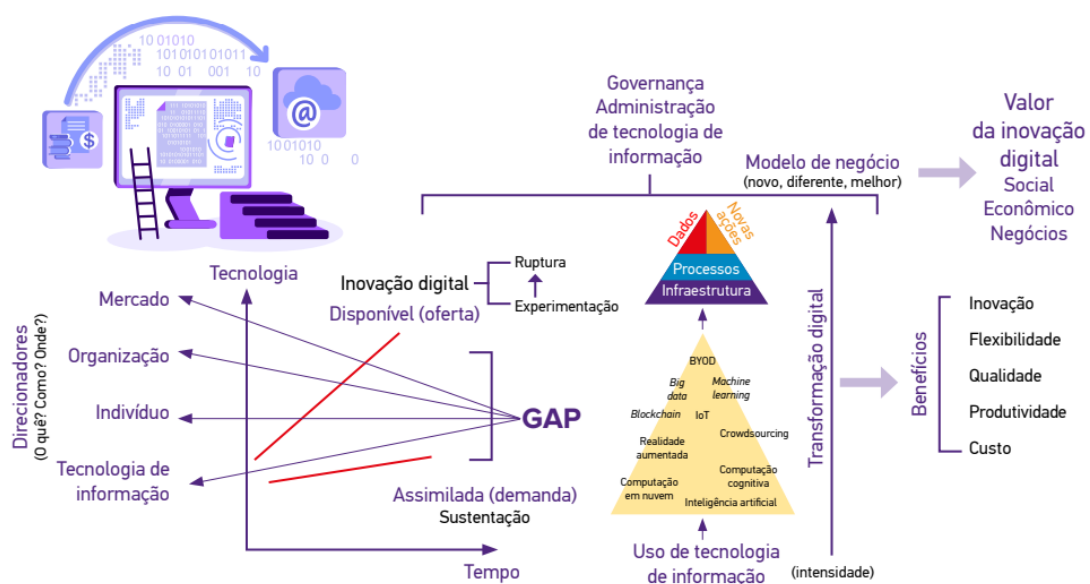 10 01010
10101010101011
10 01 001 10
$
@
1001010
10 0 0
Governança
Administração
de tecnologia de
informação
Modelo de negócio
(novo, diferente, melhor)
Valor
da inovação
digital
Social
Econômico
Negócios
Direcionadores
(O quê? Como? Onde?)
Mercado
Organização
Indivíduo
Tecnologia de
informação
Tecnologia
Inovação digital
Ruptura
Experimentação
Disponível (oferta)
GAP
Assimilada (demanda)
Sustentação
Tempo
Dados
Novas
ações
Processos
Infraestrutura
BYOD
Big
data
Machine
learning
Blockchain
IoT
Realidade
aumentada
Crowdsourcing
Computação
em nuvem
Computação
cognitiva
Inteligência artificial
Uso de tecnologia
de informação
Transformação digital
(intensidade)
Benefícios
Inovação
Flexibilidade
Qualidade
Produtividade
Custo